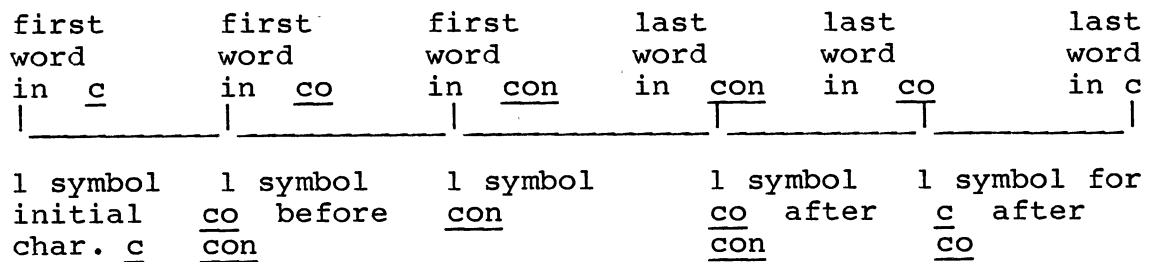 first first first last last last
word word word word word word
in c in co in con in con in co in c
1 symbol 1 symbol 1 symbol 1 symbol 1 symbol for
initial co before con co after c after
char. c con con co